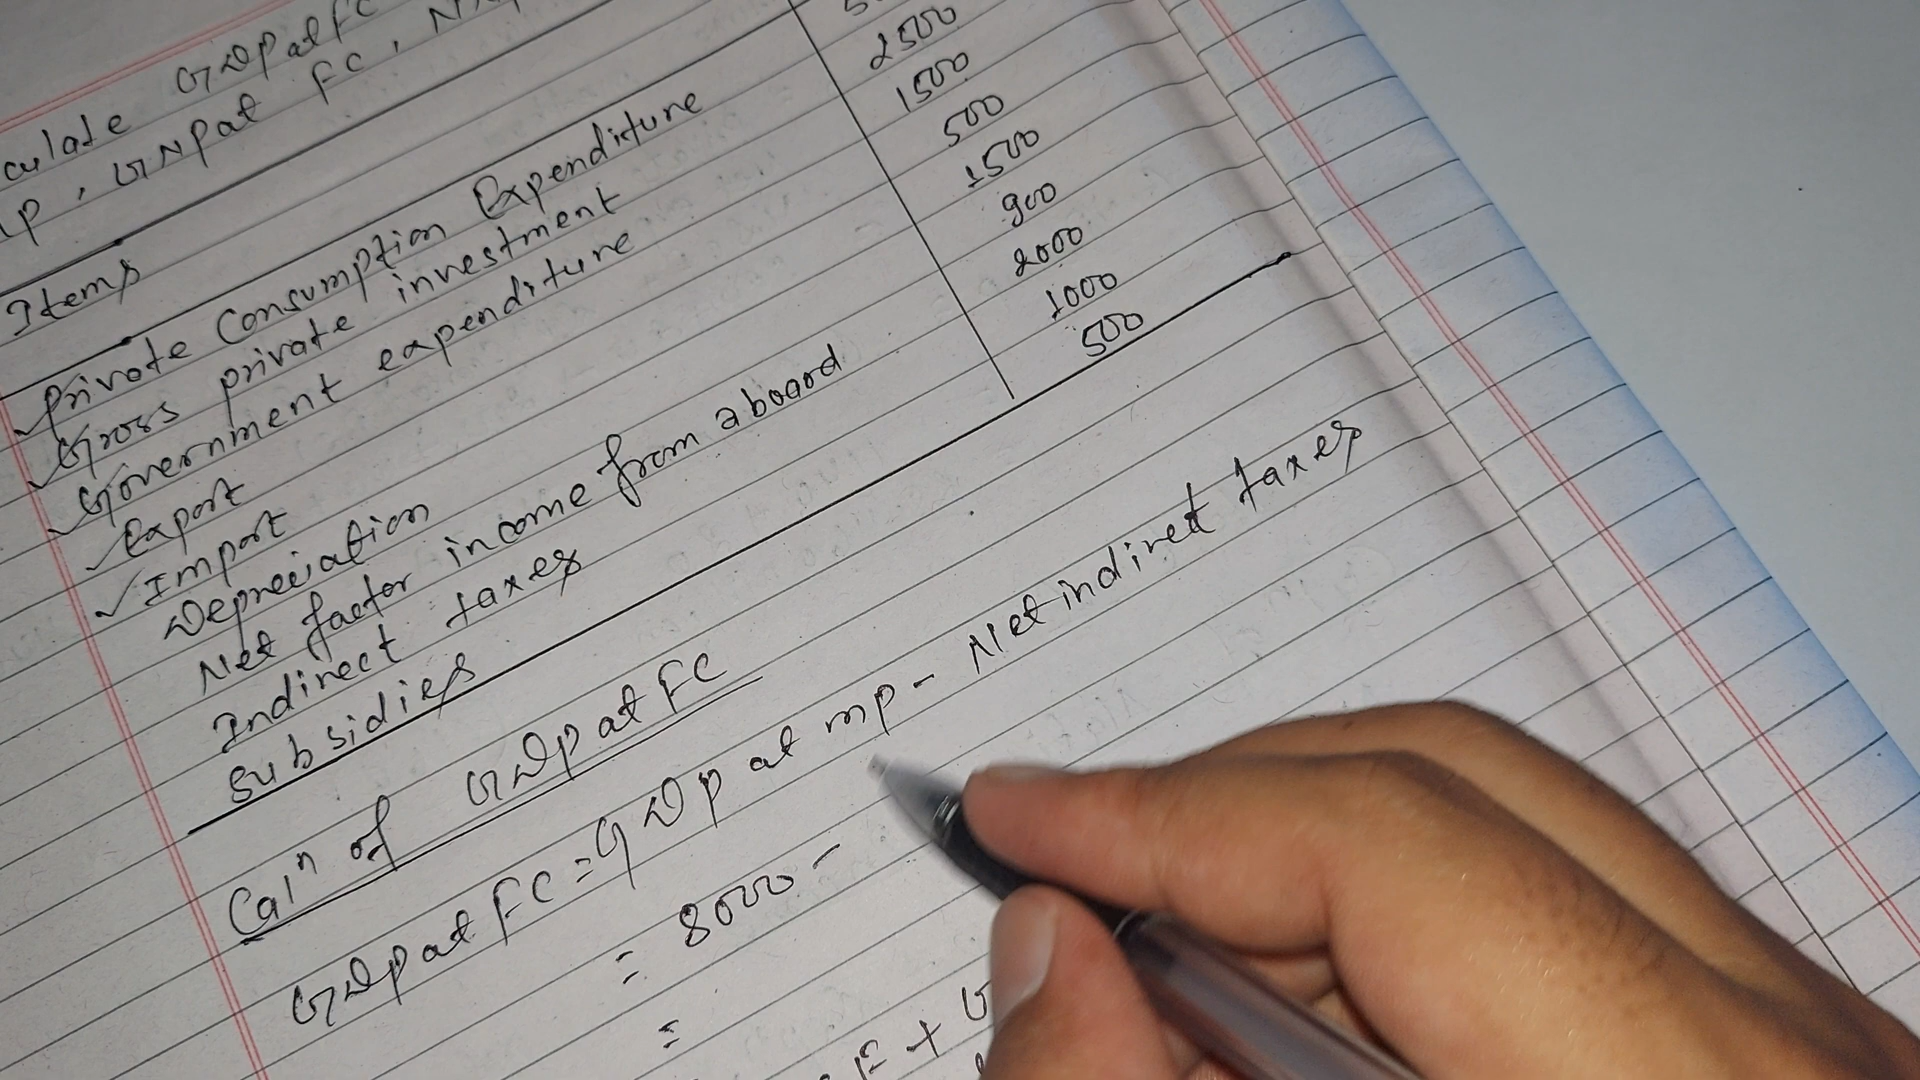 culate GDP at FC
P, GNP at FC, N
Items
Private Consumption Expenditure
Gross private investment 2500
Government expenditure 1500
Export 500
Import 1500
Depreciation 900
Net factor income from aboard 2000
Indirect taxes 1000
subsidies 500
Calⁿ of GDP at FC
GDP at FC = GDP at mp - Net indirect taxes
= 8000 -
=
+ G